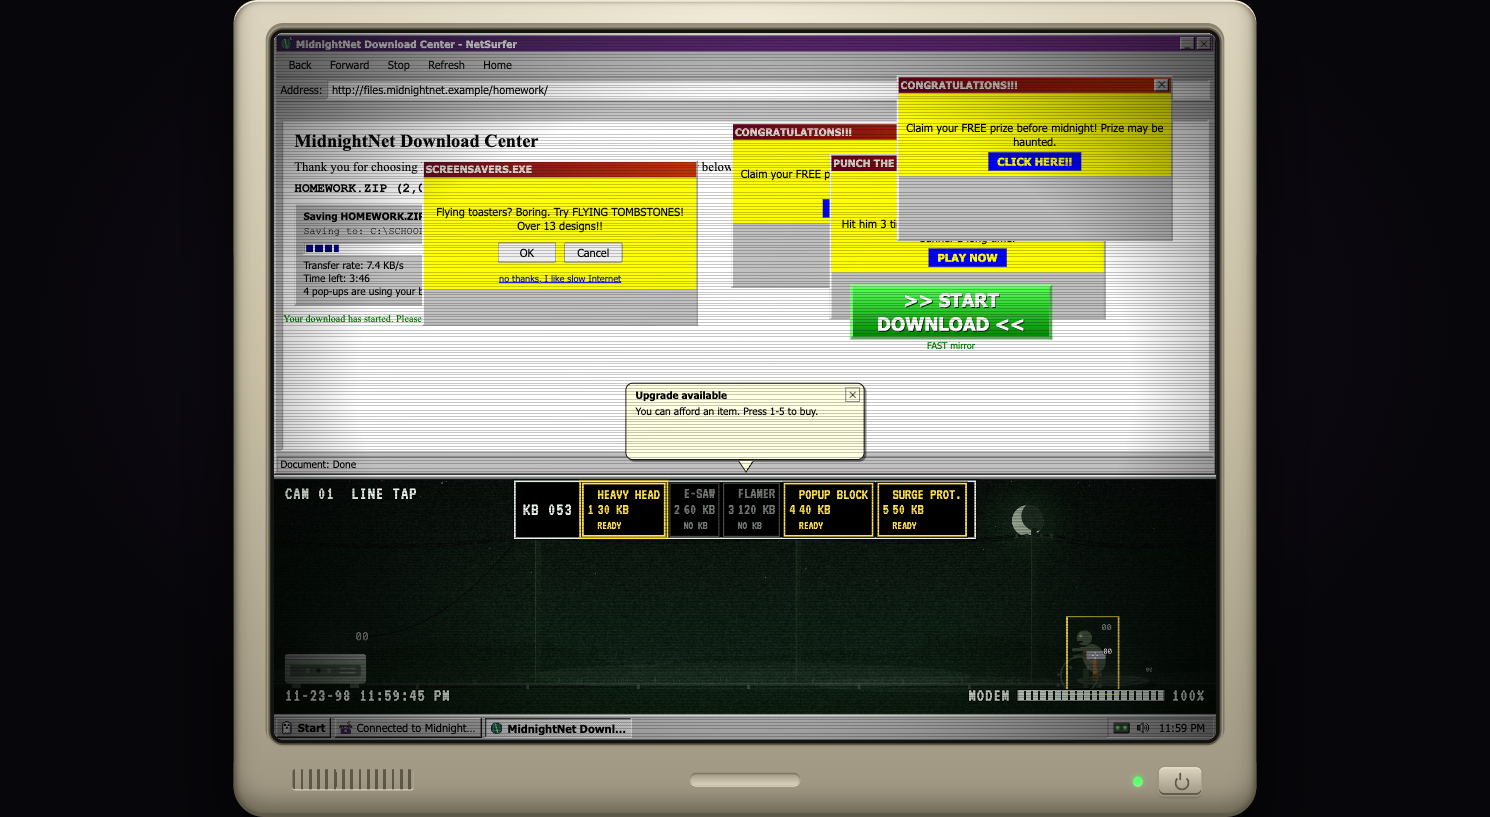 MidnightNet Download Center - NetSurfer
Back Forward Stop Refresh Home
Address: http://files.midnightnet.example/homework/
CONGRATULATIONS!!!
Claim your FREE prize before midnight! Prize may be
haunted.
CLICK HERE!!
CONGRATULATIONS!!!
Claim your FREE
PUNCH THE
Hit him 3
PLAY NOW
MidnightNet Download Center
Thank you for choosing
below
HOMEWORK.ZIP
SCREENSAVERS.EXE
Flying toasters? Boring. Try FLYING TOMBSTONES!
Over 13 designs!!
OK Cancel
no thanks, I like slow Internet
Saving HOMEWORK.ZIP
Saving to:
Transfer rate: 7.4 KB/s
Time left: 3:46
4 pop-ups are using your
Your download has started. Please
>> START
DOWNLOAD <<
FAST mirror
Upgrade available
You can afford an item. Press 1-5 to buy.
Document: Done
CAM 01 LINE TAP
KB 053
HEAVY HEAD
1 30 KB
READY
E-SAW
2 60 KB
NO KB
FLAMER
3 120 KB
NO KB
POPUP BLOCK
4 40 KB
READY
SURGE PROT.
5 50 KB
READY
00
00
11-23-98 11:59:45 PM
MODEM 100%
Start Connected to Midnight... MidnightNet Downl... 11:59 PM